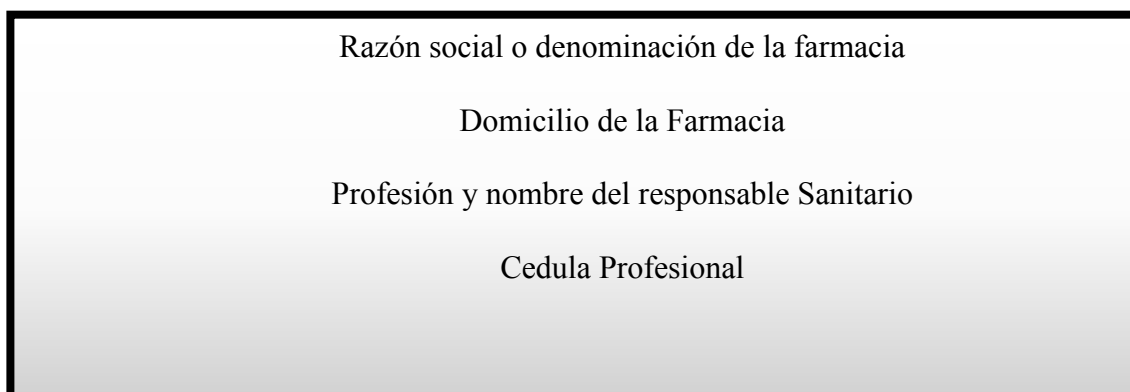 Razón social o denominación de la farmacia
Domicilio de la Farmacia
Profesión y nombre del responsable Sanitario
Cedula Profesional